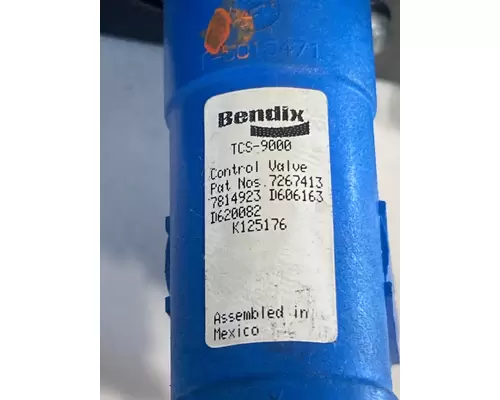 Bendix
TCS-9000
Control Valve
Pat Nos. 7267413
7814923 D606163
D620082
K125176
Assembled in
Mexico